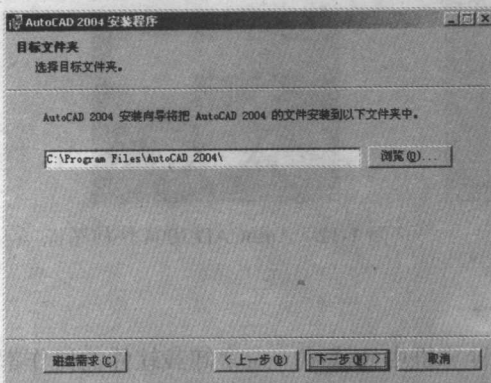 AutoCAD 2004 安装程序
目标文件夹
选择目标文件夹。
AutoCAD 2004 安装向导将把 AutoCAD 2004 的文件安装到以下文件夹中。
C:\Program Files\AutoCAD 2004\
浏览(O)...
磁盘需求(C)
<上一步(B)
下一步(N)>
取消